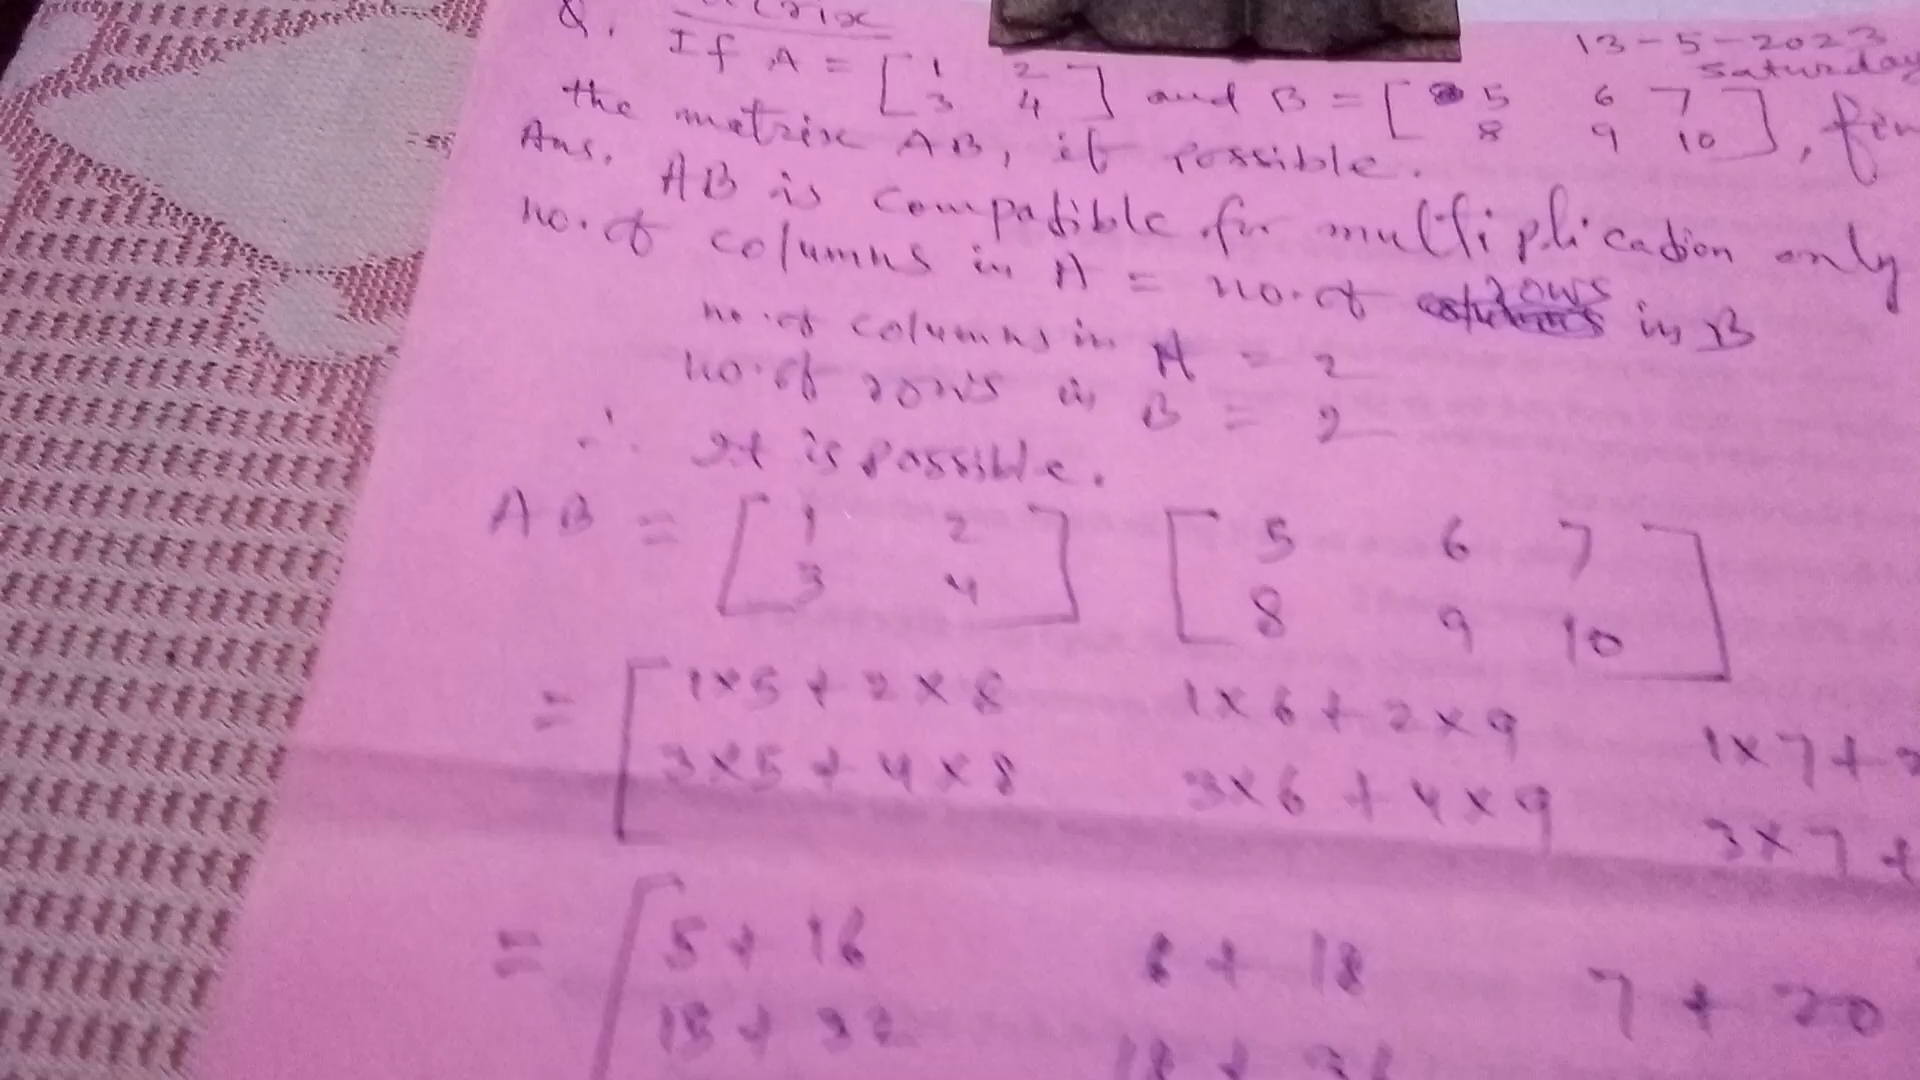 Q. 
13-5-2023
Saturday
If A = [ 1 2 ] and B = [ 5 6 7 ],
3 4 8 9 10
the matrix AB, if possible.
Ans. AB is compatible for multiplication only
no. of columns in A = no. of rows in B
no. of columns in A = 2
no. of rows in B = 2
∴ It is possible.
AB = [ 1 2 ] [ 5 6 7 ]
3 4 8 9 10
= [ 1×5 + 2×8 1×6 + 2×9 1×7 +
3×5 + 4×8 3×6 + 4×9 3×7 +
= [ 5 + 16 6 + 18 7 + 20
15 + 32 18 +